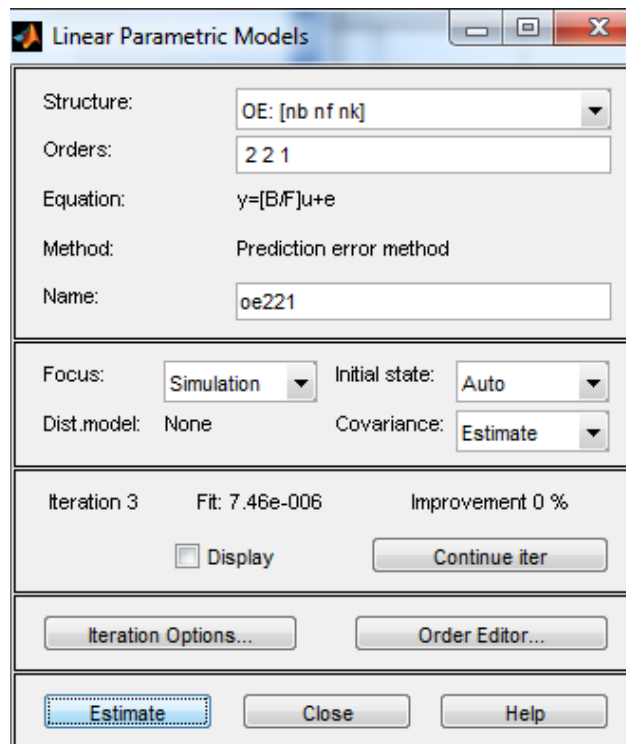 Linear Parametric Models
Structure: OE: [nb nf nk]
Orders: 2 2 1
Equation: y=[B/F]u+e
Method: Prediction error method
Name: oe221
Focus: Simulation Initial state: Auto
Dist.model: None Covariance: Estimate
Iteration 3 Fit: 7.46e-006 Improvement 0 %
Display Continue iter
Iteration Options... Order Editor...
Estimate Close Help